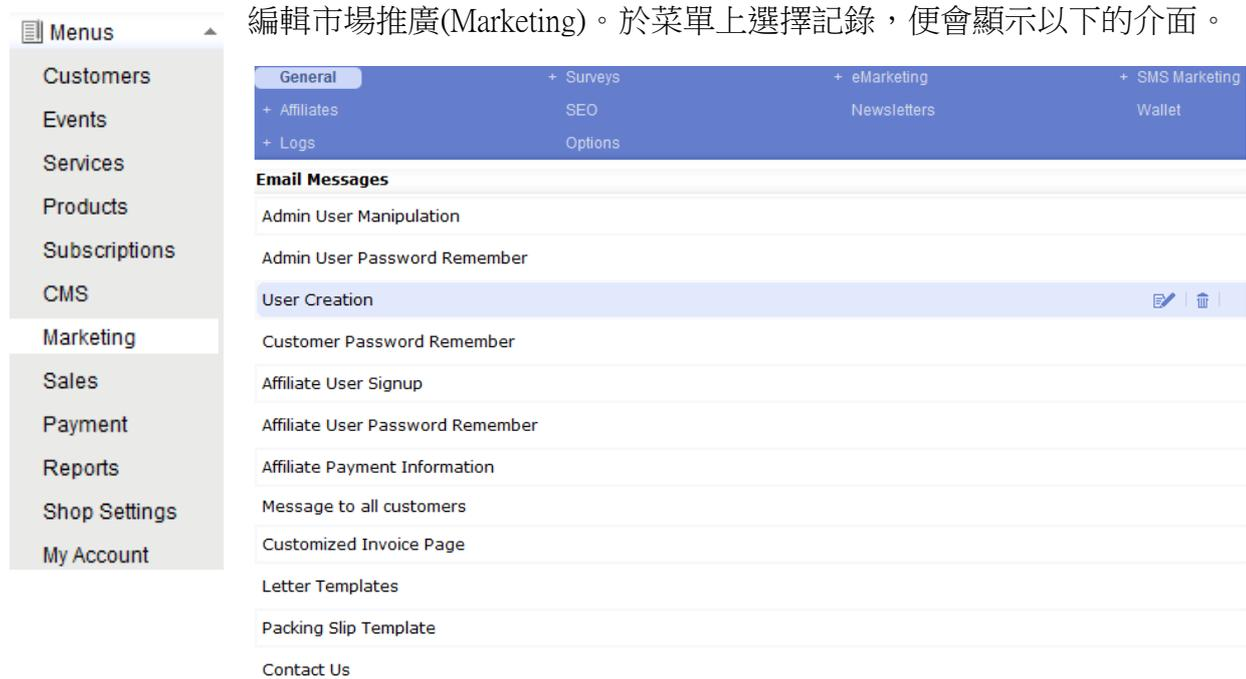 編輯市場推廣(Marketing)。於菜單上選擇記錄，便會顯示以下的介面。
Menus
Customers
Events
Services
Products
Subscriptions
CMS
Marketing
Sales
Payment
Reports
Shop Settings
My Account
General + Surveys + eMarketing + SMS Marketing
+ Affiliates SEO Newsletters Wallet
+ Logs Options
Email Messages
Admin User Manipulation
Admin User Password Remember
User Creation
Customer Password Remember
Affiliate User Signup
Affiliate User Password Remember
Affiliate Payment Information
Message to all customers
Customized Invoice Page
Letter Templates
Packing Slip Template
Contact Us